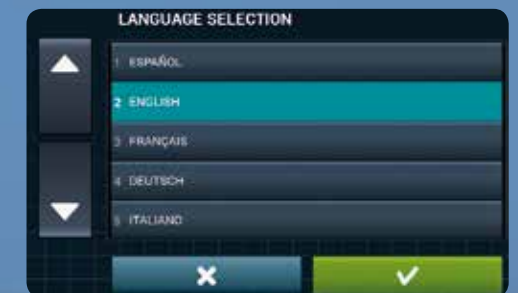 LANGUAGE SELECTION
1 ESPAÑOL
2 ENGLISH
3 FRANÇAIS
4 DEUTSCH
5 ITALIANO